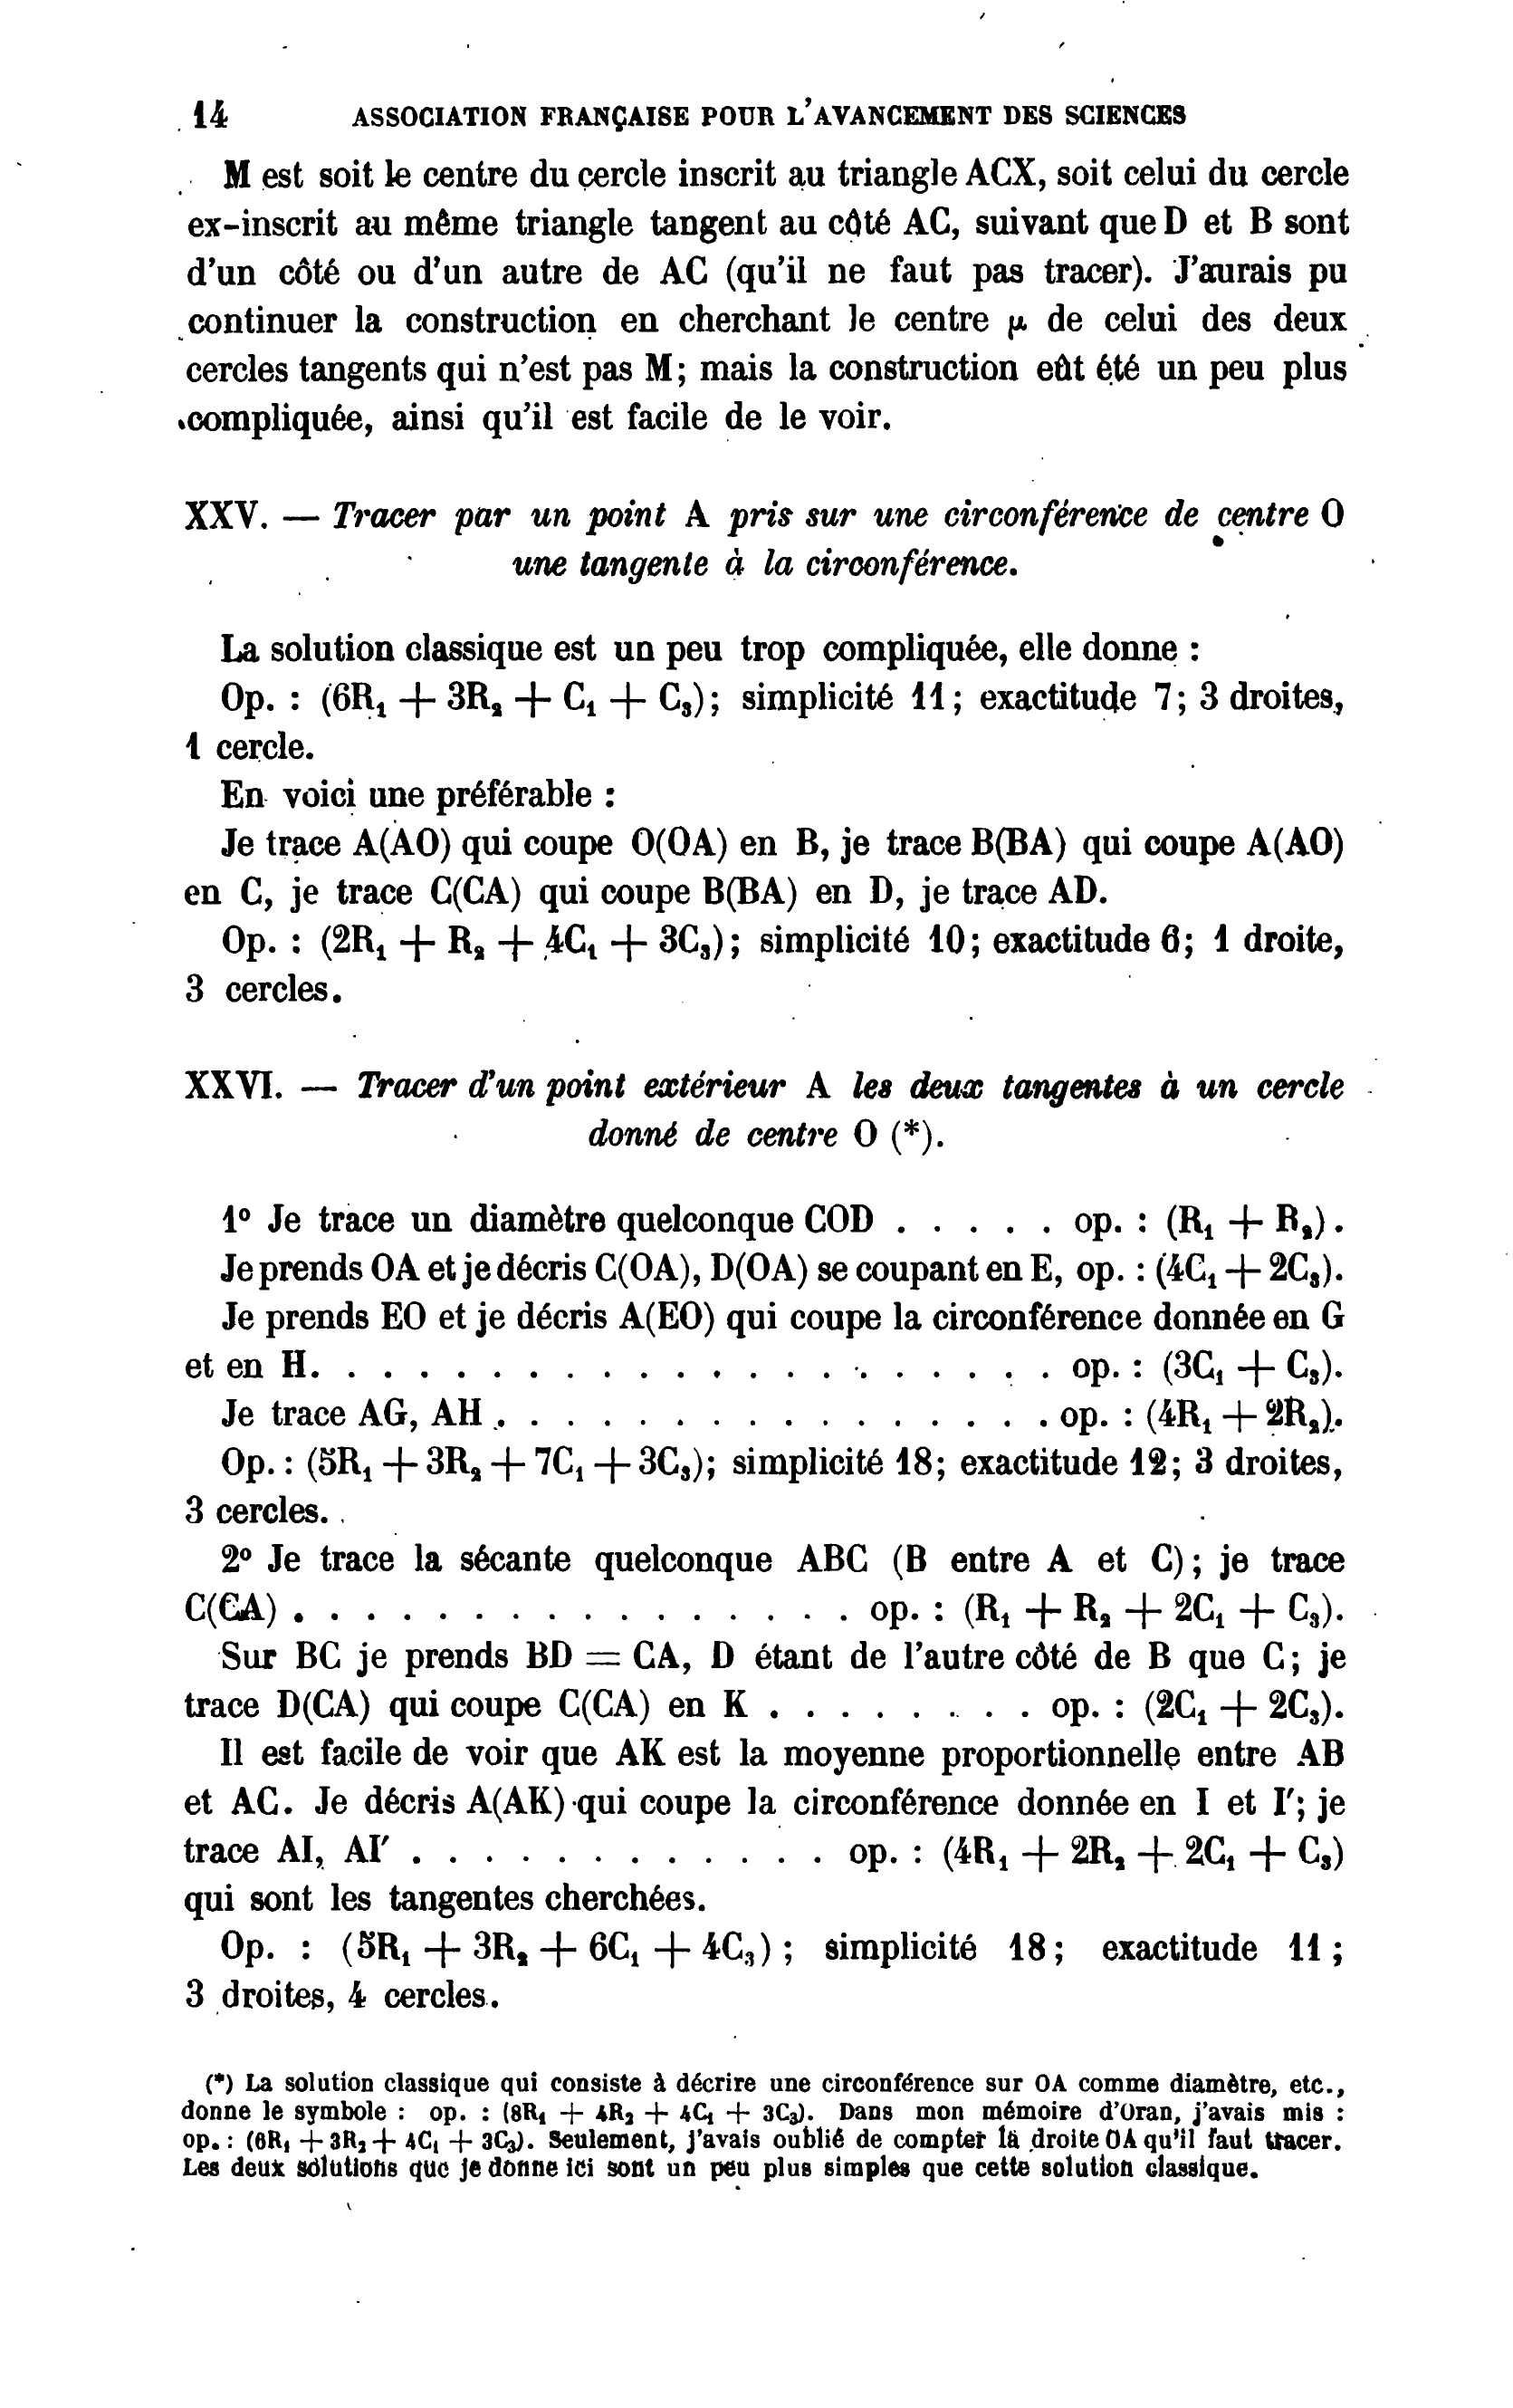 14 ASSOCIATION FRANÇAISE POUR L'AVANCEMENT DES SCIENCES
M est soit le centre du cercle inscrit au triangle ACX, soit celui du cercle
ex-inscrit au même triangle tangent au côté AC, suivant que D et B sont
d'un côté ou d'un autre de AC (qu'il ne faut pas tracer). J'aurais pu
continuer la construction en cherchant le centre μ de celui des deux
cercles tangents qui n'est pas M; mais la construction eût été un peu plus
compliquée, ainsi qu'il est facile de le voir.
XXV. — Tracer par un point A pris sur une circonférence de centre O
une tangente à la circonférence.
La solution classique est un peu trop compliquée, elle donne :
Op. : (6R₁ + 3R₂ + C₁ + C₃); simplicité 11; exactitude 7; 3 droites,
1 cercle.
En voici une préférable :
Je trace A(AO) qui coupe O(OA) en B, je trace B(BA) qui coupe A(AO)
en C, je trace C(CA) qui coupe B(BA) en D, je trace AD.
Op. : (2R₁ + R₂ + 4C₁ + 3C₃); simplicité 10; exactitude 6; 1 droite,
3 cercles.
XXVI. — Tracer d'un point extérieur A les deux tangentes à un cercle
donné de centre O (*).
1º Je trace un diamètre quelconque COD . . . . . op. : (R₁ + R₂).
Je prends OA et je décris C(OA), D(OA) se coupant en E, op. : (4C₁ + 2C₃).
Je prends EO et je décris A(EO) qui coupe la circonférence donnée en G
et en H. . . . . . . . . . . . . . . . . . . . . op. : (3C₁ + C₃).
Je trace AG, AH . . . . . . . . . . . . . . . . op. : (4R₁ + 2R₂).
Op. : (5R₁ + 3R₂ + 7C₁ + 3C₃); simplicité 18; exactitude 12; 3 droites,
3 cercles.
2º Je trace la sécante quelconque ABC (B entre A et C); je trace
C(CA) . . . . . . . . . . . . . . . . op. : (R₁ + R₂ + 2C₁ + C₃).
Sur BC je prends BD = CA, D étant de l'autre côté de B que C; je
trace D(CA) qui coupe C(CA) en K . . . . . . . . op. : (2C₁ + 2C₃).
Il est facile de voir que AK est la moyenne proportionnelle entre AB
et AC. Je décris A(AK) qui coupe la circonférence donnée en I et I′; je
trace AI, AI′ . . . . . . . . . . . . op. : (4R₁ + 2R₂ + 2C₁ + C₃)
qui sont les tangentes cherchées.
Op. : (5R₁ + 3R₂ + 6C₁ + 4C₃); simplicité 18; exactitude 11;
3 droites, 4 cercles.
(*) La solution classique qui consiste à décrire une circonférence sur OA comme diamètre, etc.,
donne le symbole : op. : (8R₁ + 4R₂ + 4C₁ + 3C₃). Dans mon mémoire d'Oran, j'avais mis :
op. : (6R₁ + 3R₂ + 4C₁ + 3C₃). Seulement, j'avais oublié de compter la droite OA qu'il faut tracer.
Les deux solutions que je donne ici sont un peu plus simples que cette solution classique.